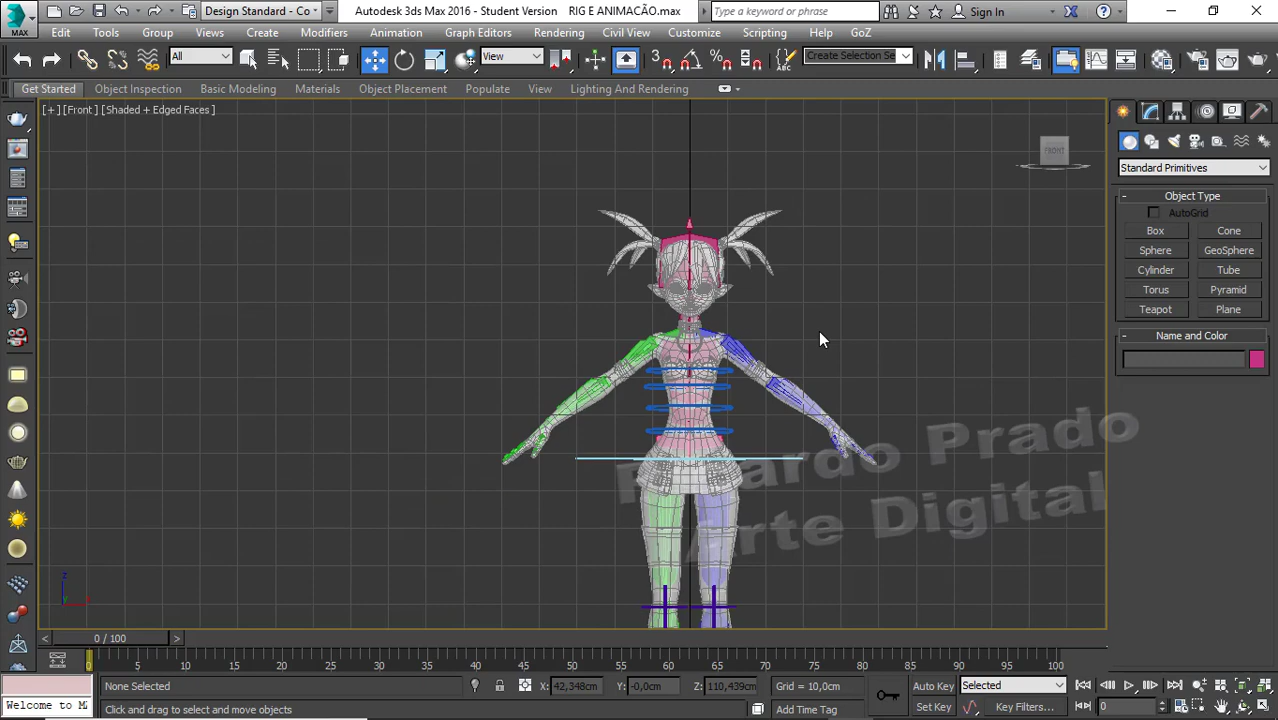 MAX
Design Standard - Co
Autodesk 3ds Max 2016 - Student Version    RIG E ANIMACÃO.max
Type a keyword or phrase
Sign In
Edit Tools Group Views Create Modifiers Animation Graph Editors Rendering Civil View Customize Scripting Help GoZ
All
View
3
Create Selection Se
Get Started Object Inspection Basic Modeling Materials Object Placement Populate View Lighting And Rendering
[+] [Front] [Shaded + Edged Faces ]
FRONT
Standard Primitives
- Object Type
AutoGrid
Box Cone
Sphere GeoSphere
Cylinder Tube
Torus Pyramid
Teapot Plane
- Name and Color
Prado
Arte Digital
z
0 / 100
0 5 10 15 20 25 30 35 40 45 50 55 60 65 70 75 80 85 90 95 100
None Selected
X: 42,348cm Y: -0,0cm Z: 110,439cm Grid = 10,0cm
Auto Key Selected
Welcome to M
Click and drag to select and move objects
Add Time Tag
Set Key Key Filters... 0